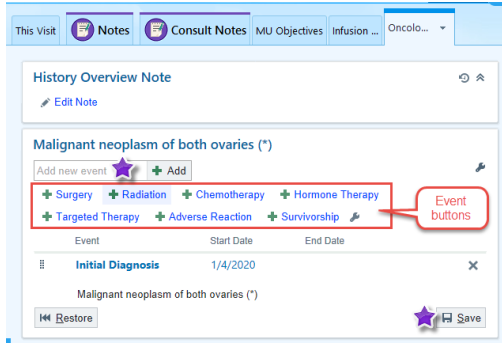 This Visit Notes Consult Notes MU Objectives Infusion ... Oncolo...
History Overview Note
Edit Note
Malignant neoplasm of both ovaries (*)
Add new event Add
Surgery Radiation Chemotherapy Hormone Therapy
Targeted Therapy Adverse Reaction Survivorship
Event buttons
Event Start Date End Date
Initial Diagnosis 1/4/2020
Malignant neoplasm of both ovaries (*)
Restore Save